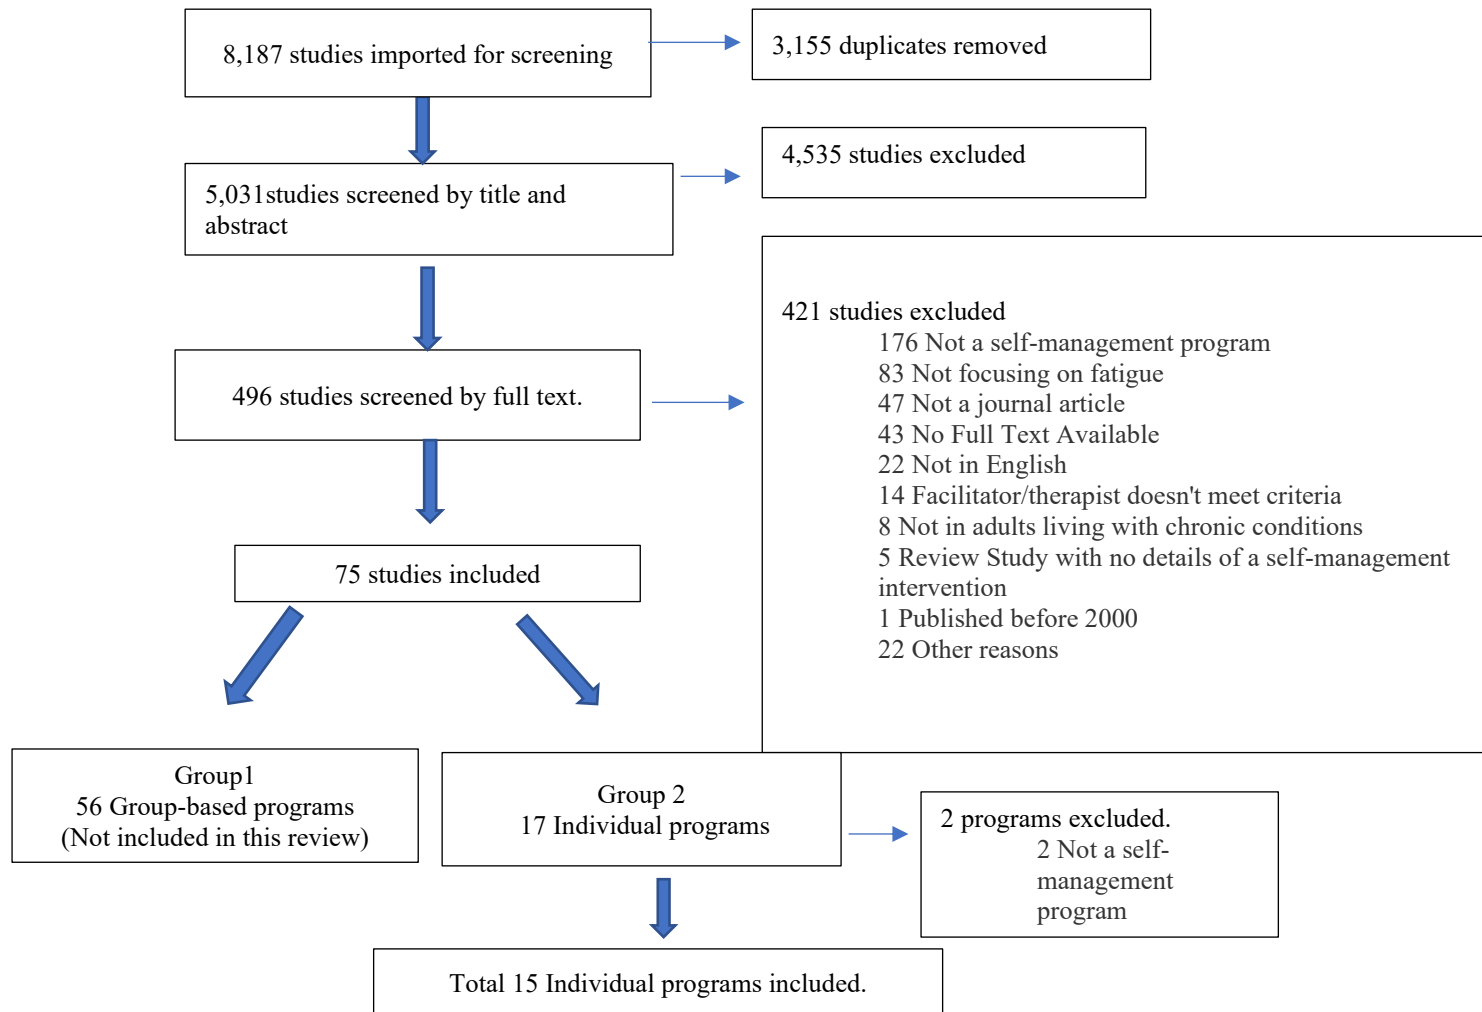 8,187 studies imported for screening
3,155 duplicates removed
4,535 studies excluded
5,031studies screened by title and
abstract
421 studies excluded
176 Not a self-management program
83 Not focusing on fatigue
47 Not a journal article
43 No Full Text Available
22 Not in English
14 Facilitator/therapist doesn't meet criteria
8 Not in adults living with chronic conditions
5 Review Study with no details of a self-management
intervention
1 Published before 2000
22 Other reasons
496 studies screened by full text.
75 studies included
Group1
56 Group-based programs
(Not included in this review)
Group 2
17 Individual programs
2 programs excluded.
2 Not a self-
management
program
Total 15 Individual programs included.